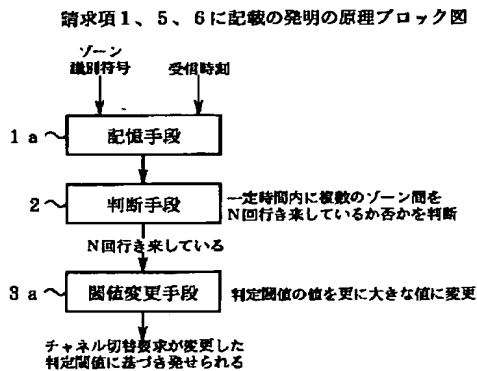 請求項1、5、6に記載の発明の原理ブロック図
ゾーン
識別符号
受信時刻
1a
記憶手段
2
判断手段
一定時間内に複数のゾーン間を
N回行き来しているか否かを判断
N回行き来している
3a
閾値変更手段
判定閾値の値を更に大きな値に変更
チャネル切替要求が変更した
判定閾値に基づき発せられる